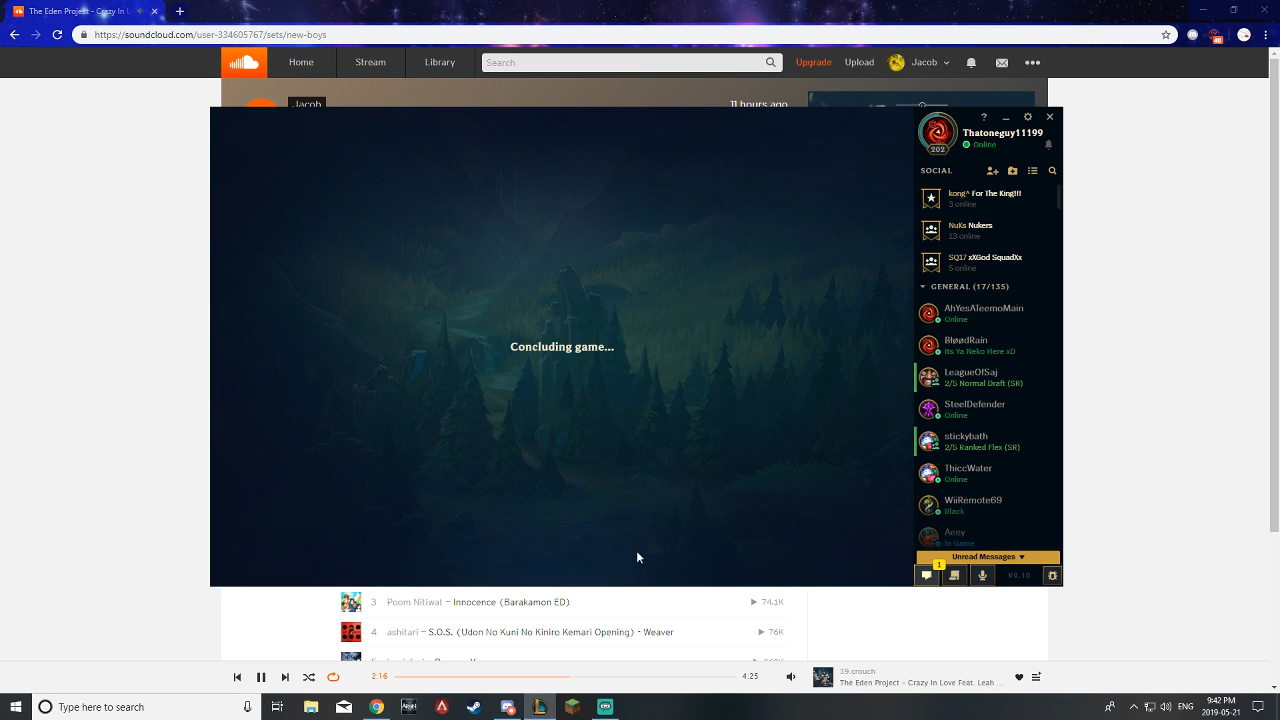 The Eden Project - Crazy In L
https://soundcloud.com/user-334605767/sets/new-boys
40
Home
Stream
Library
Search
Upgrade
Upload
Jacob
Jacob
11 hours ago
Thatoneguy11199
Online
202
SOCIAL
kong^ For The King!!!
3 online
NuKs Nukers
13 online
SQ17 xXGod SquadXx
5 online
GENERAL (17/135)
AhYesATeemoMain
Online
BløødRain
Its Ya Neko Here xD
LeagueOfSaj
2/5 Normal Draft (SR)
SteelDefender
Online
stickybath
2/5 Ranked Flex (SR)
ThiccWater
Online
WiiRemote69
Black
Acey
In Game
Unread Messages
1
V9.10
Concluding game...
3 Poom Nitiwat – Innocence (Barakamon ED) 74.1K
4 ashitari – S.O.S. (Udon No Kuni No Kiniro Kemari Opening) - Weaver 76K
2:16
4:25
39.crouch
The Eden Project - Crazy In Love Feat. Leah ...
Type here to search
9:42 PM
2019-05-21